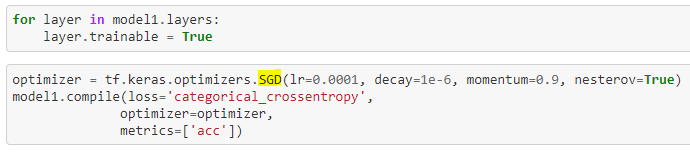 for layer in model1.layers:
    layer.trainable = True
optimizer = tf.keras.optimizers.SGD(lr=0.0001, decay=1e-6, momentum=0.9, nesterov=True)
model1.compile(loss='categorical_crossentropy',
              optimizer=optimizer,
              metrics=['acc'])